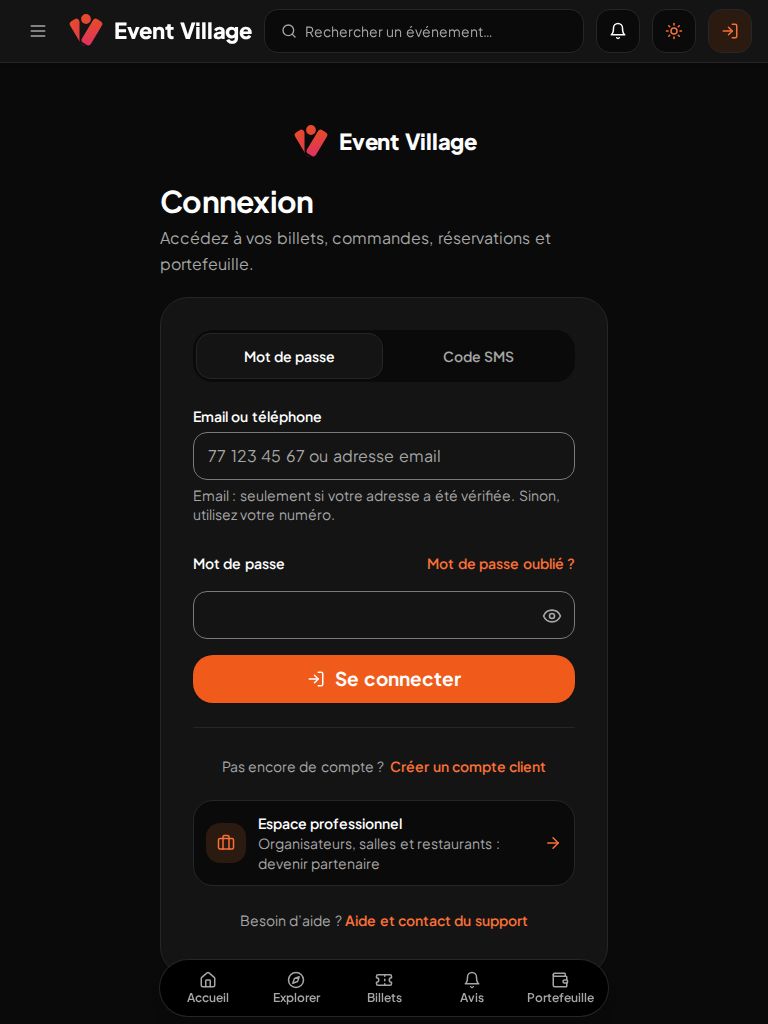 Event Village
Rechercher un événement…
Event Village
Connexion
Accédez à vos billets, commandes, réservations et
portefeuille.
Mot de passe
Code SMS
Email ou téléphone
77 123 45 67 ou adresse email
Email : seulement si votre adresse a été vérifiée. Sinon,
utilisez votre numéro.
Mot de passe
Mot de passe oublié ?
Se connecter
Pas encore de compte ? Créer un compte client
Espace professionnel
Organisateurs, salles et restaurants :
devenir partenaire
Besoin d'aide ? Aide et contact du support
Accueil
Explorer
Billets
Avis
Portefeuille